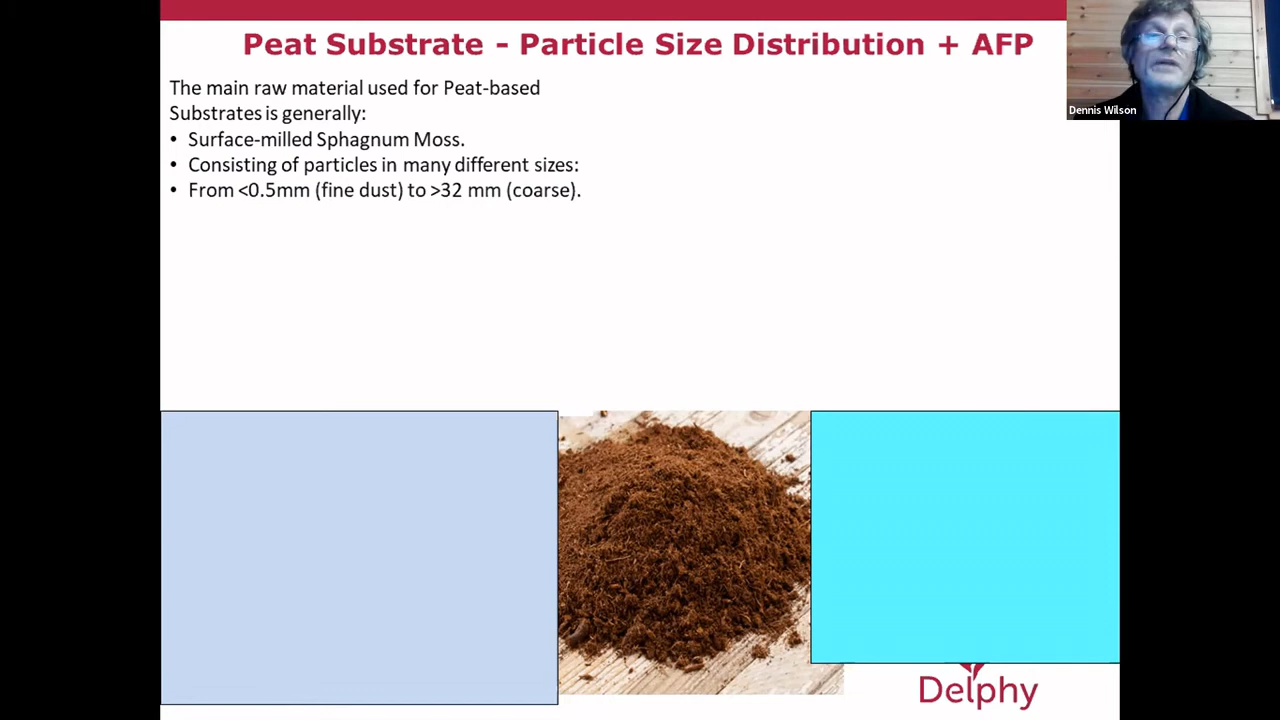 Peat Substrate - Particle Size Distribution + AFP
The main raw material used for Peat-based
Substrates is generally:
• Surface-milled Sphagnum Moss.
• Consisting of particles in many different sizes:
• From <0.5mm (fine dust) to >32 mm (coarse).
Dennis Wilson
Delphy